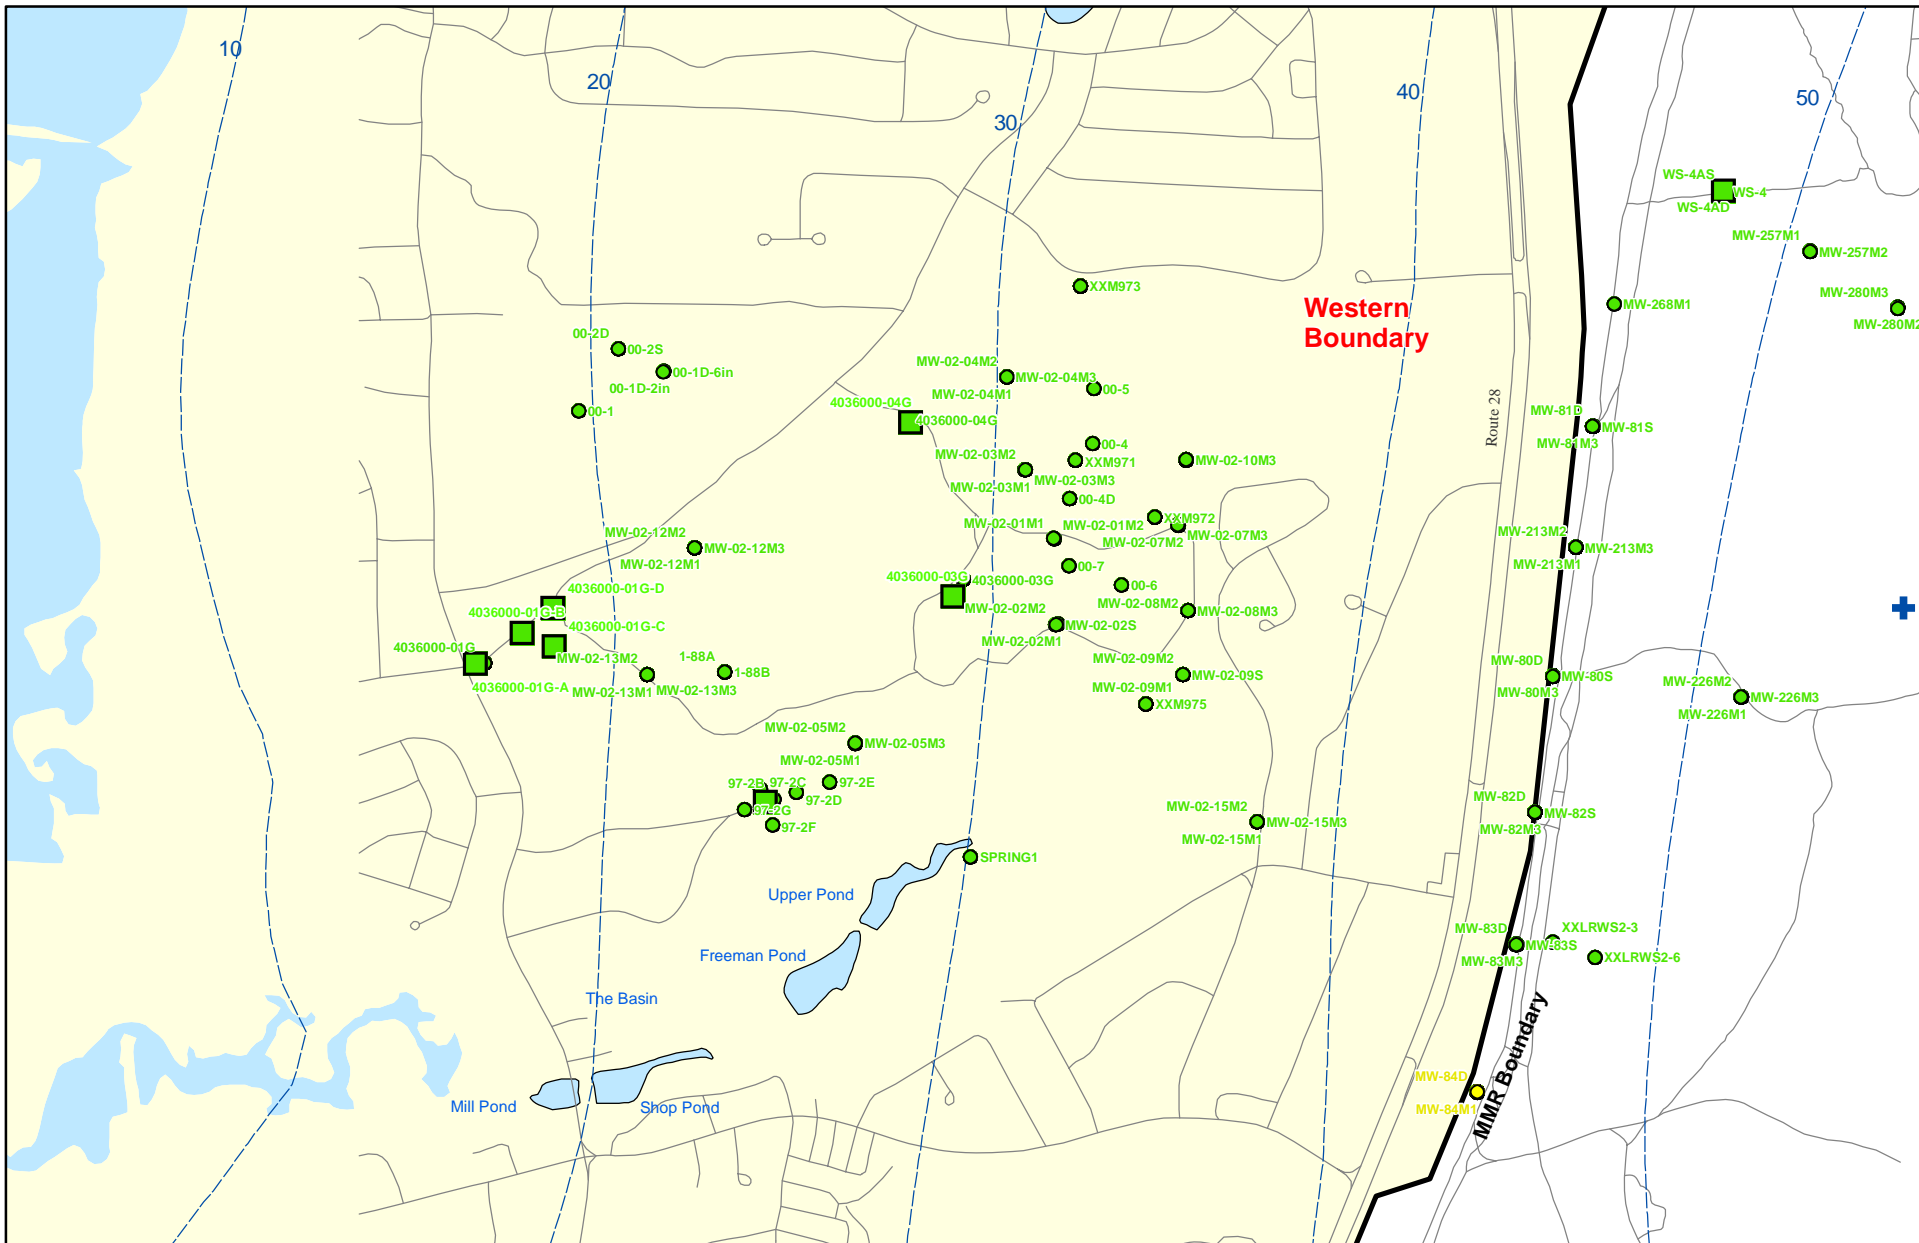 10
20
30
40
50
WS-4AS
WS-4
WS-4AD
MW-257M1
MW-257M2
MW-280M3
MW-280M2
MW-268M1
XXM973
Western
Boundary
00-2D
00-2S
00-1D-6in
00-1D-2in
00-1
MW-02-04M2
MW-02-04M3
MW-02-04M1
00-5
4036000-04G
4036000-04G
Route 28
MW-81D
MW-81S
MW-81M3
00-4
XXM971
MW-02-10M3
MW-02-03M2
MW-02-03M3
MW-02-03M1
00-4D
XXM972
MW-02-01M1
MW-02-01M2
MW-02-07M2
MW-02-07M3
MW-02-12M2
MW-02-12M3
MW-02-12M1
MW-213M2
MW-213M3
MW-213M1
00-7
00-6
4036000-03G
4036000-03G
MW-02-02M2
MW-02-02S
MW-02-02M1
MW-02-08M2
MW-02-08M3
4036000-01G-D
4036000-01G-B
4036000-01G-C
4036000-01G
4036000-01G-A
MW-02-13M2
MW-02-13M1
MW-02-13M3
1-88A
1-88B
MW-02-09M2
MW-02-09S
MW-02-09M1
XXM975
MW-80D
MW-80S
MW-80M3
MW-226M2
MW-226M3
MW-226M1
MW-02-05M2
MW-02-05M3
MW-02-05M1
97-2B
97-2C
97-2E
97-2D
97-2G
97-2F
MW-02-15M2
MW-02-15M3
MW-02-15M1
MW-82D
MW-82S
MW-82M3
SPRING1
Upper Pond
Freeman Pond
The Basin
MW-83D
MW-83S
MW-83M3
XXLRWS2-3
XXLRWS2-6
MMR Boundary
MW-84D
MW-84M1
Mill Pond
Shop Pond